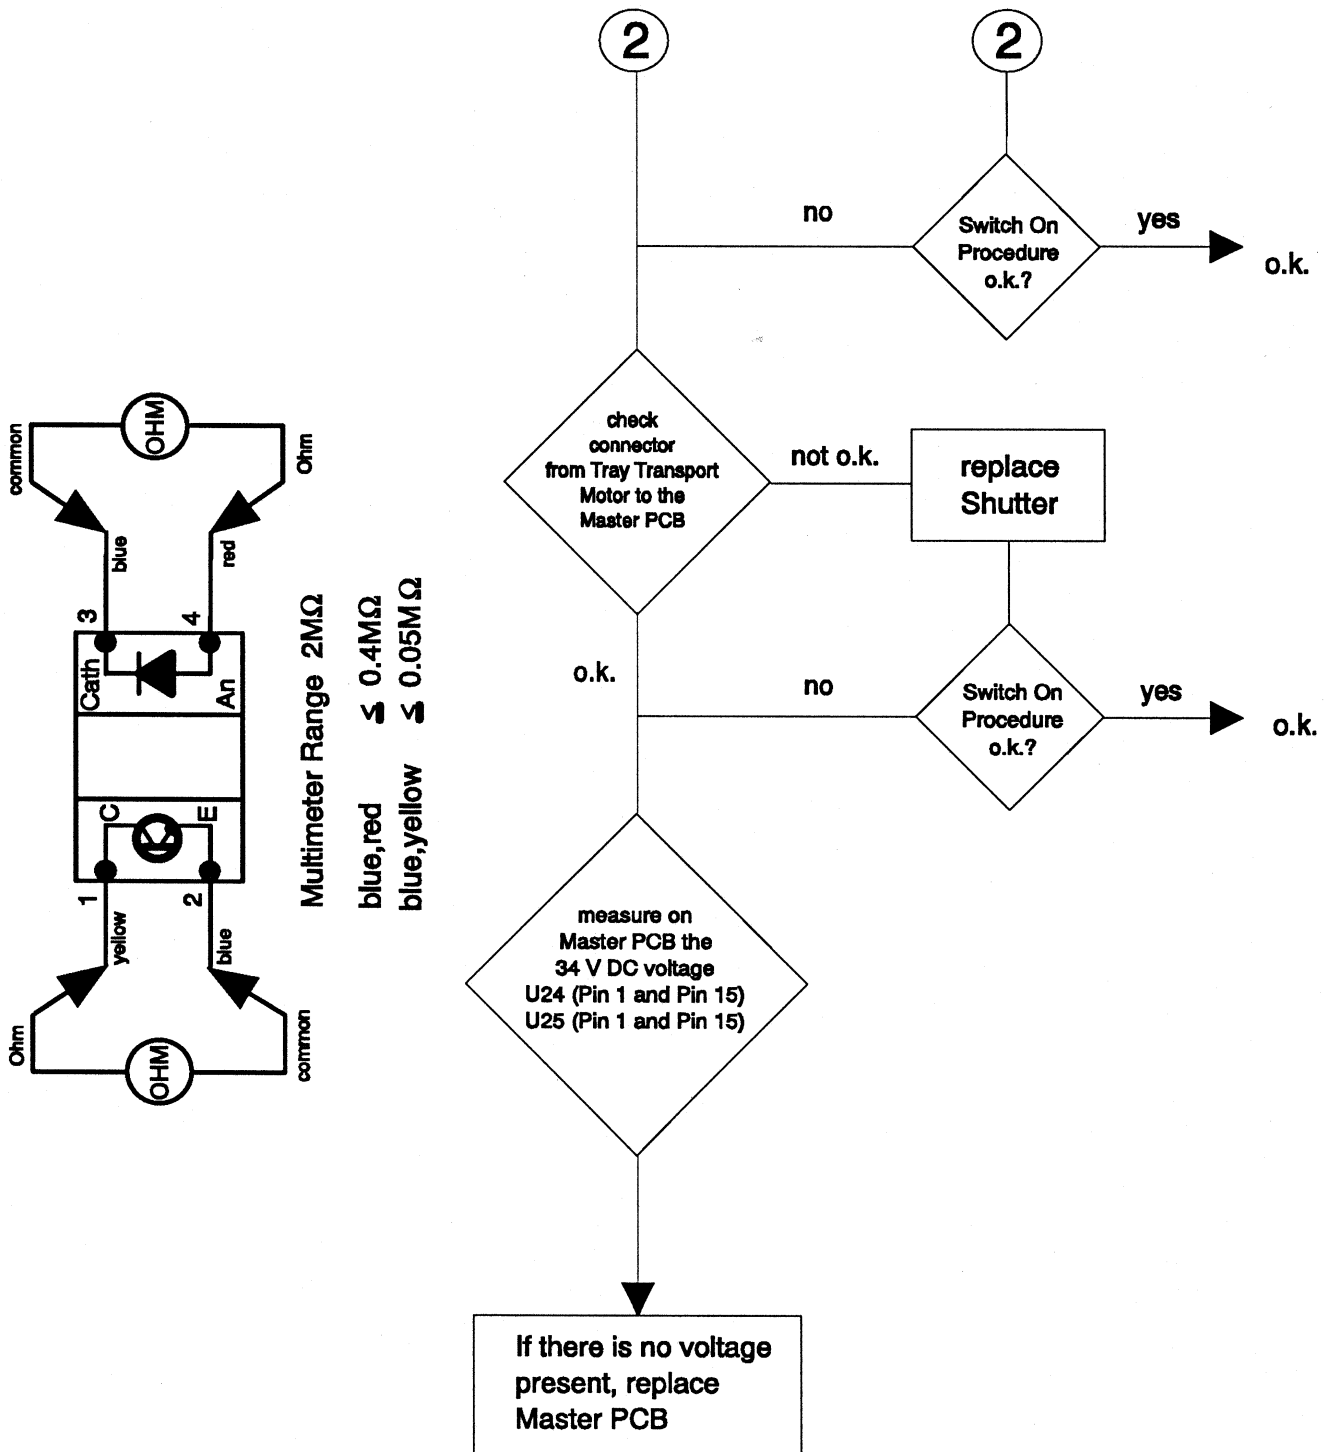 2
2
no
Switch On
Procedure
o.k.?
yes
o.k.
check
connector
from Tray Transport
Motor to the
Master PCB
not o.k.
replace
Shutter
o.k.
no
Switch On
Procedure
o.k.?
yes
o.k.
measure on
Master PCB the
34 V DC voltage
U24 (Pin 1 and Pin 15)
U25 (Pin 1 and Pin 15)
If there is no voltage
present, replace
Master PCB
common
OHM
Ohm
blue
red
3
4
Cath
An
C
E
1
2
yellow
blue
Ohm
OHM
common
Multimeter Range 2MΩ
blue,red ≤ 0.4MΩ
blue,yellow ≤ 0.05MΩ